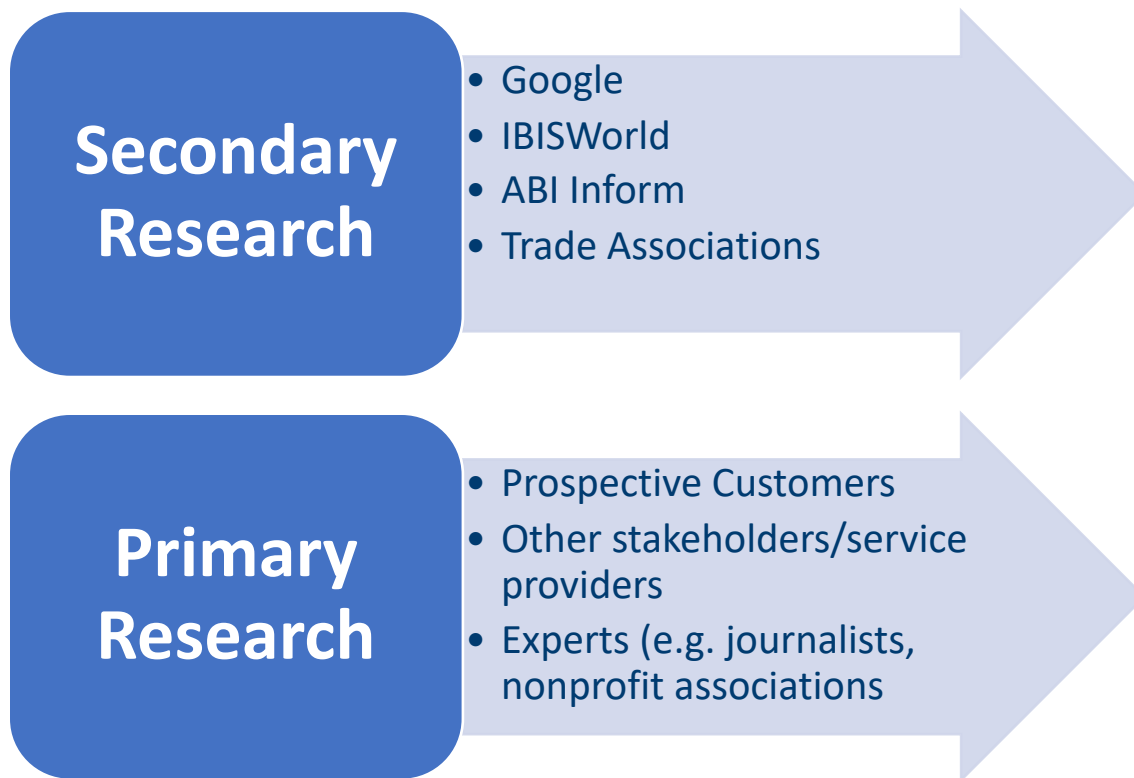 Secondary
Research
• Google
• IBISWorld
• ABI Inform
• Trade Associations
Primary
Research
• Prospective Customers
• Other stakeholders/service
providers
• Experts (e.g. journalists,
nonprofit associations